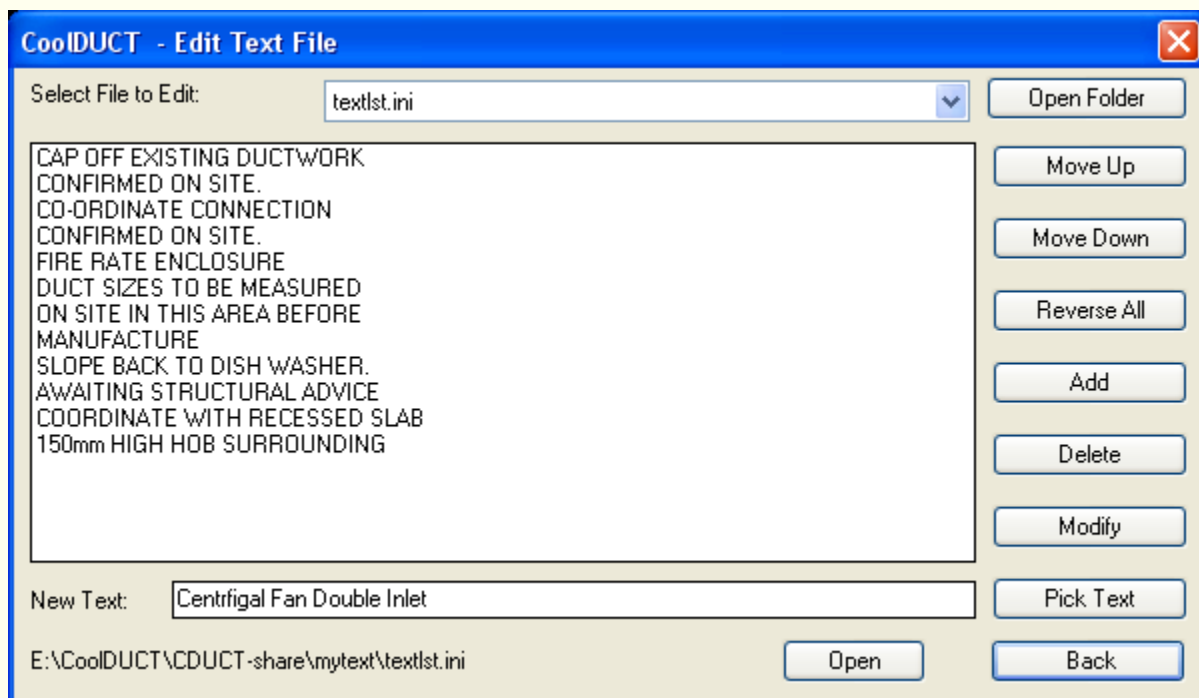 CoolDUCT - Edit Text File
Select File to Edit:
textlst.ini
Open Folder
CAP OFF EXISTING DUCTWORK
CONFIRMED ON SITE.
CO-ORDINATE CONNECTION
CONFIRMED ON SITE.
FIRE RATE ENCLOSURE
DUCT SIZES TO BE MEASURED
ON SITE IN THIS AREA BEFORE
MANUFACTURE
SLOPE BACK TO DISH WASHER.
AWAITING STRUCTURAL ADVICE
COORDINATE WITH RECESSED SLAB
150mm HIGH HOB SURROUNDING
Move Up
Move Down
Reverse All
Add
Delete
Modify
New Text:
Centrfigal Fan Double Inlet
Pick Text
E:\CoolDUCT\CDUCT-share\mytext\textlst.ini
Open
Back